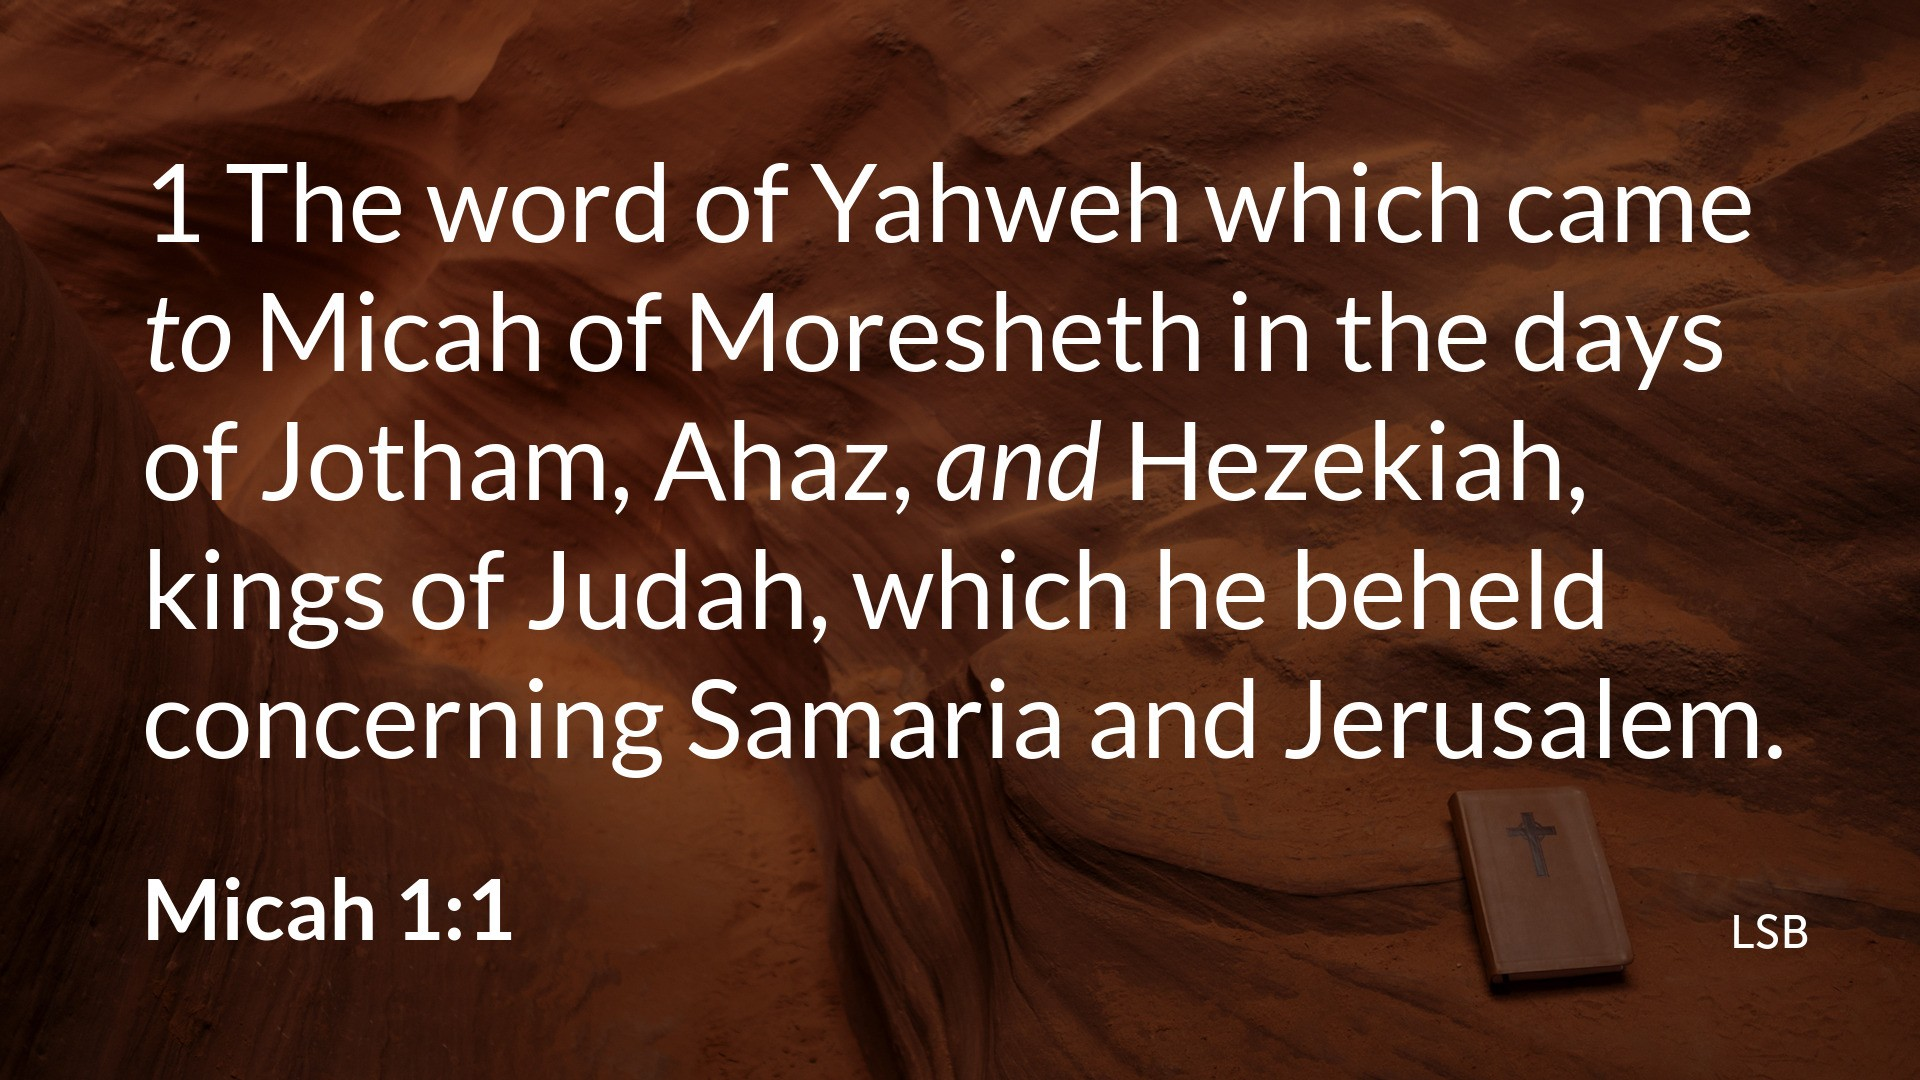 1 The word of Yahweh which came
to Micah of Moresheth in the days
of Jotham, Ahaz, and Hezekiah,
kings of Judah, which he beheld
concerning Samaria and Jerusalem.
Micah 1:1
LSB